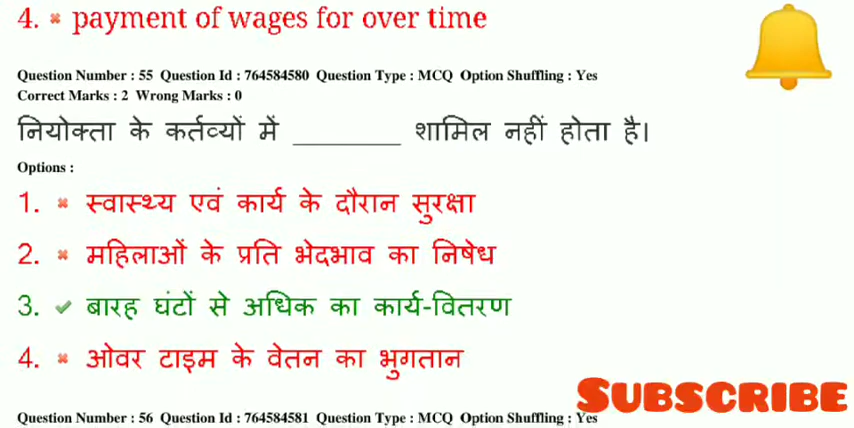 4. payment of wages for over time
Question Number : 55 Question Id : 764584580 Question Type : MCQ Option Shuffling : Yes
Correct Marks : 2 Wrong Marks : 0
नियोक्ता के कर्तव्यों में ________ शामिल नहीं होता है।
Options :
1. स्वास्थ्य एवं कार्य के दौरान सुरक्षा
2. महिलाओं के प्रति भेदभाव का निषेध
3. बारह घंटों से अधिक का कार्य-वितरण
4. ओवर टाइम के वेतन का भुगतान
SUBSCRIBE
Question Number : 56 Question Id : 764584581 Question Type : MCQ Option Shuffling : Yes